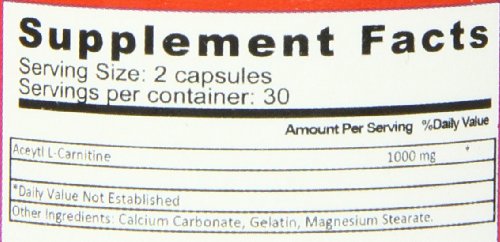 Supplement Facts
Serving Size: 2 capsules
Servings per container: 30
Amount Per Serving %Daily Value
Aceytl L-Carnitine 1000 mg *
*Daily Value Not Established
Other Ingredients: Calcium Carbonate, Gelatin, Magnesium Stearate.